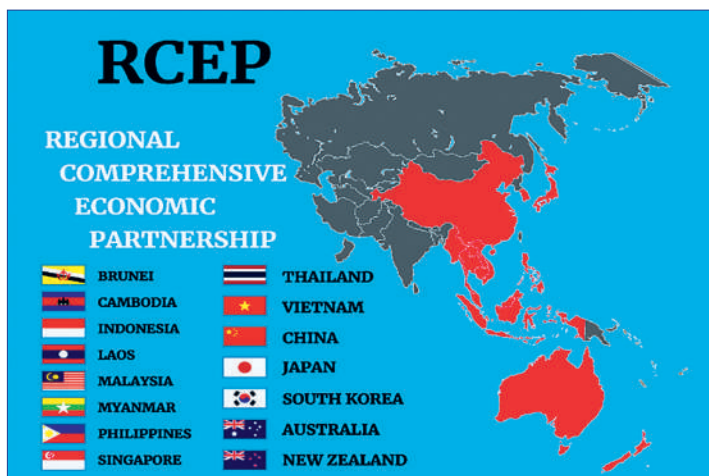 RCEP
REGIONAL
COMPREHENSIVE
ECONOMIC
PARTNERSHIP
BRUNEI
CAMBODIA
INDONESIA
LAOS
MALAYSIA
MYANMAR
PHILIPPINES
SINGAPORE
THAILAND
VIETNAM
CHINA
JAPAN
SOUTH KOREA
AUSTRALIA
NEW ZEALAND